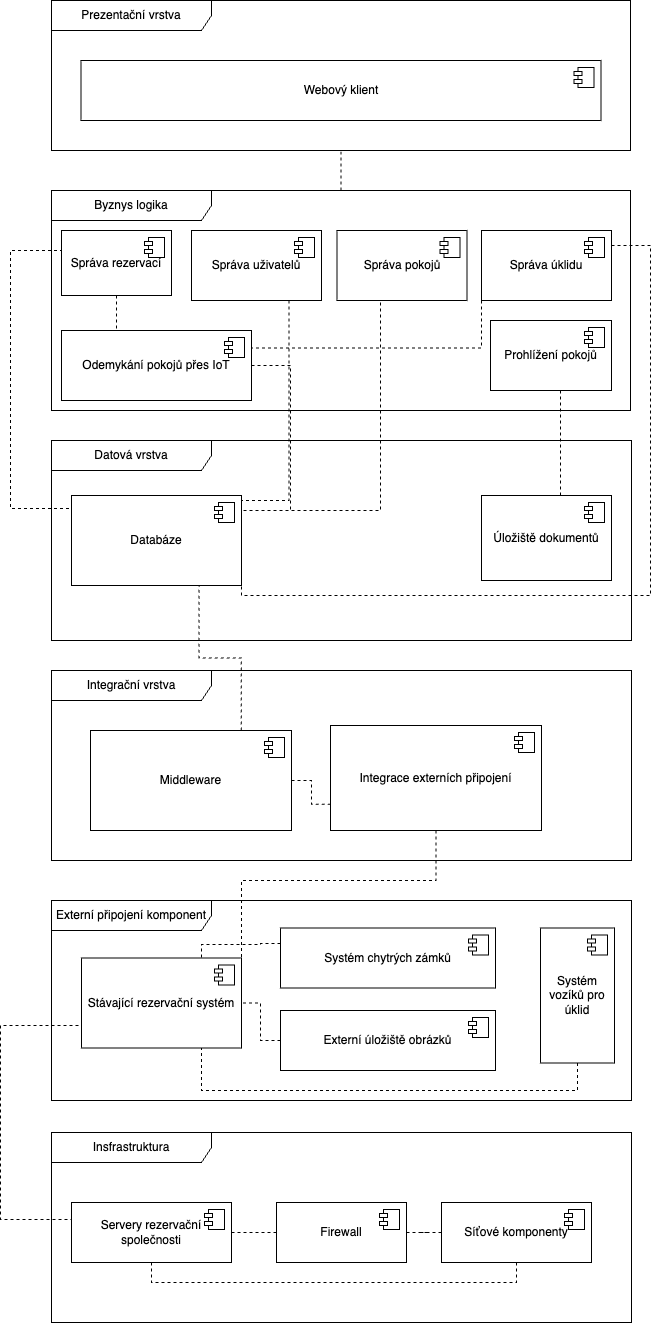 Prezentační vrstva
Webový klient
Byznys logika
Správa rezervací
Správa uživatelů
Správa pokojů
Správa úklidu
Odemykání pokojů přes IoT
Prohlížení pokojů
Datová vrstva
Databáze
Úložiště dokumentů
Integrační vrstva
Middleware
Integrace externích připojení
Externí připojení komponent
Systém chytrých zámků
Systém
vozíků pro
úklid
Stávající rezervační systém
Externí úložiště obrázků
Insfrastruktura
Servery rezervační
společnosti
Firewall
Síťové komponenty